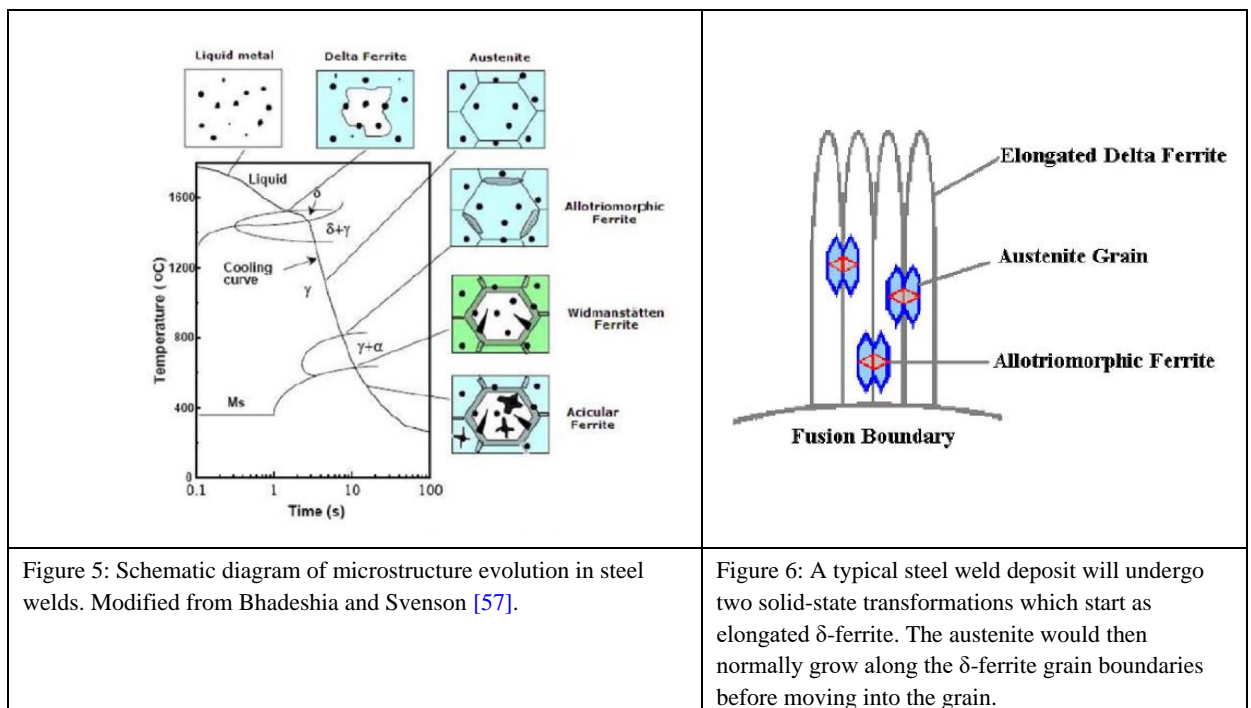 Liquid metal
Delta Ferrite
Austenite
Liquid
δ
δ+γ
Cooling
curve
γ
γ+α
Ms
1600
1200
800
400
0
0.1
1
10
100
Temperature (oC)
Time (s)
Allotriomorphic
Ferrite
Widmanstätten
Ferrite
Acicular
Ferrite
Elongated Delta Ferrite
Austenite Grain
Allotriomorphic Ferrite
Fusion Boundary
Figure 5: Schematic diagram of microstructure evolution in steel
welds. Modified from Bhadeshia and Svenson [57].
Figure 6: A typical steel weld deposit will undergo
two solid-state transformations which start as
elongated δ-ferrite. The austenite would then
normally grow along the δ-ferrite grain boundaries
before moving into the grain.